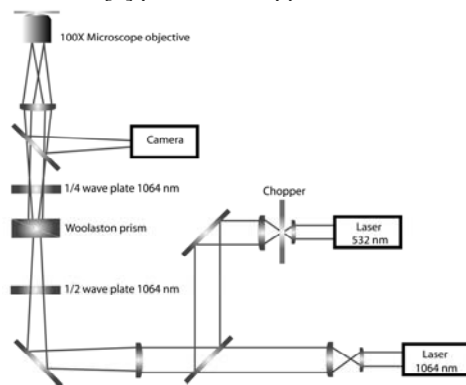 100X Microscope objective
Camera
1/4 wave plate 1064 nm
Chopper
Woolaston prism
Laser
532 nm
1/2 wave plate 1064 nm
Laser
1064 nm